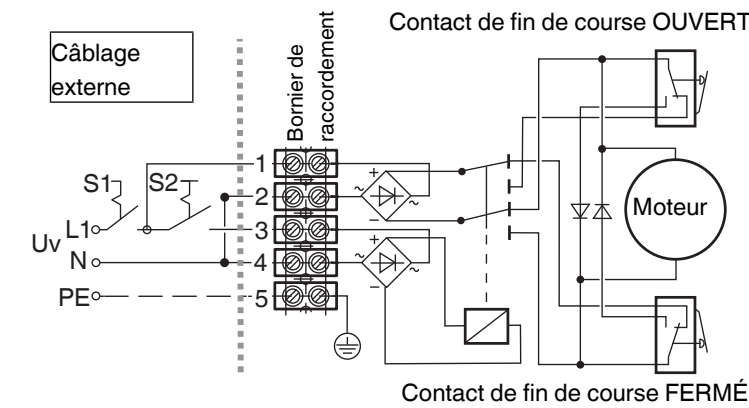 Contact de fin de course OUVERT
Câblage
externe
Bornier de
raccordement
1
S1
S2
2
L1
3
Uv
N
4
PE
5
+
~
~
−
+
~
~
−
Moteur
Contact de fin de course FERMÉ